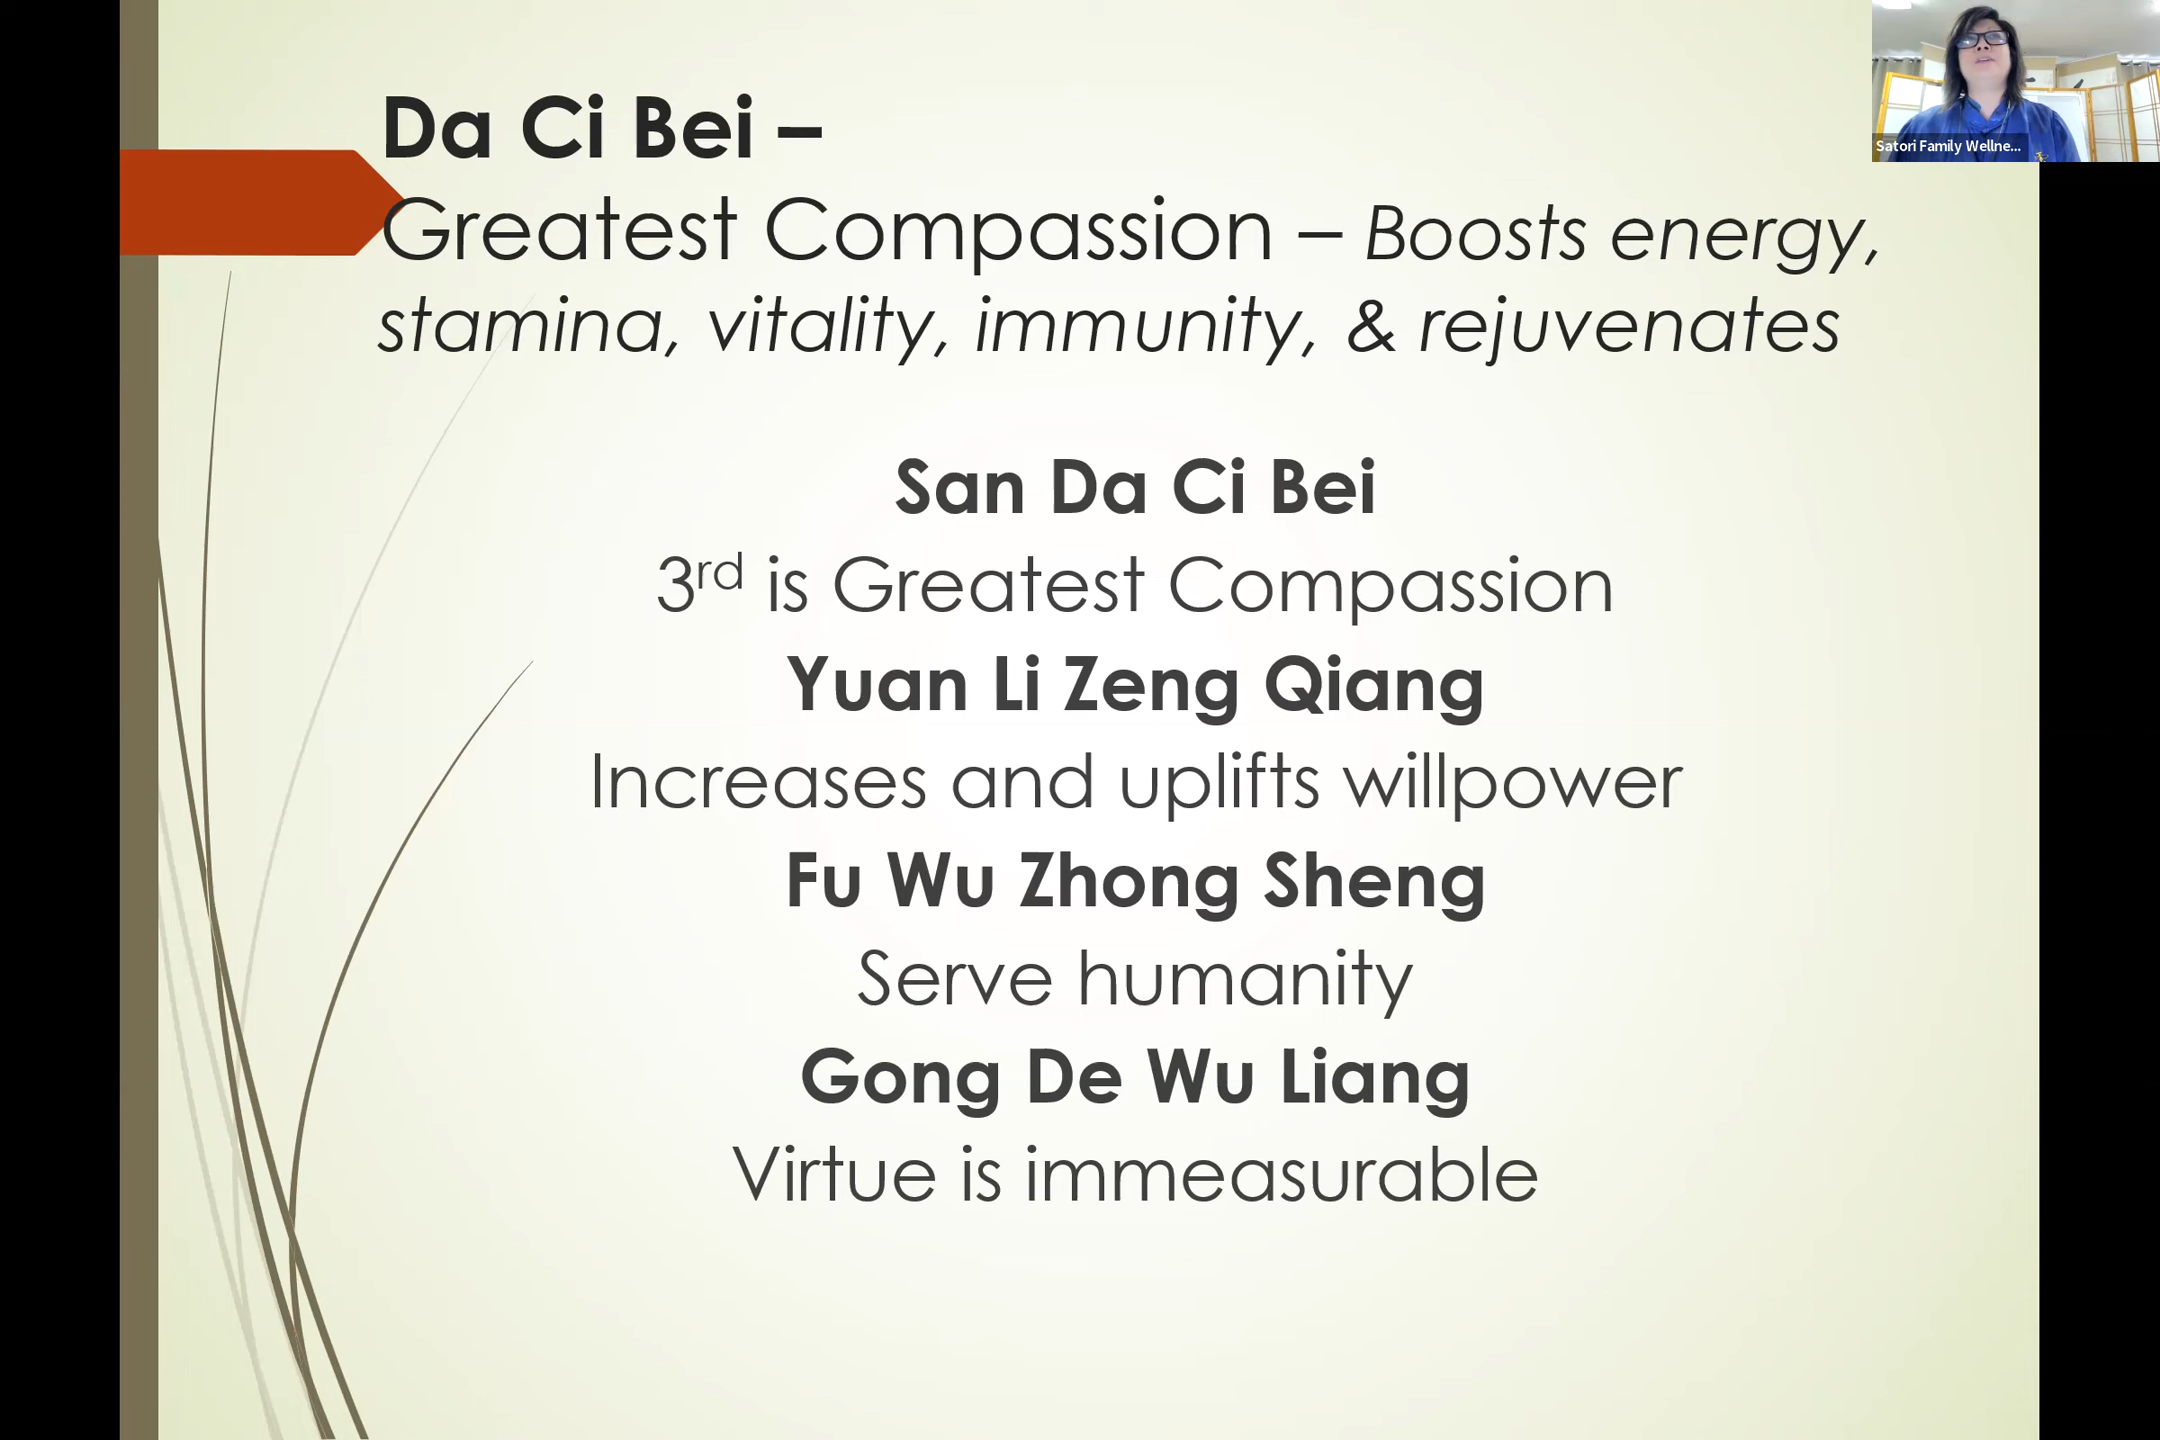 Da Ci Bei –
Greatest Compassion – Boosts energy,
stamina, vitality, immunity, & rejuvenates
San Da Ci Bei
3rd is Greatest Compassion
Yuan Li Zeng Qiang
Increases and uplifts willpower
Fu Wu Zhong Sheng
Serve humanity
Gong De Wu Liang
Virtue is immeasurable
Satori Family Wellne...